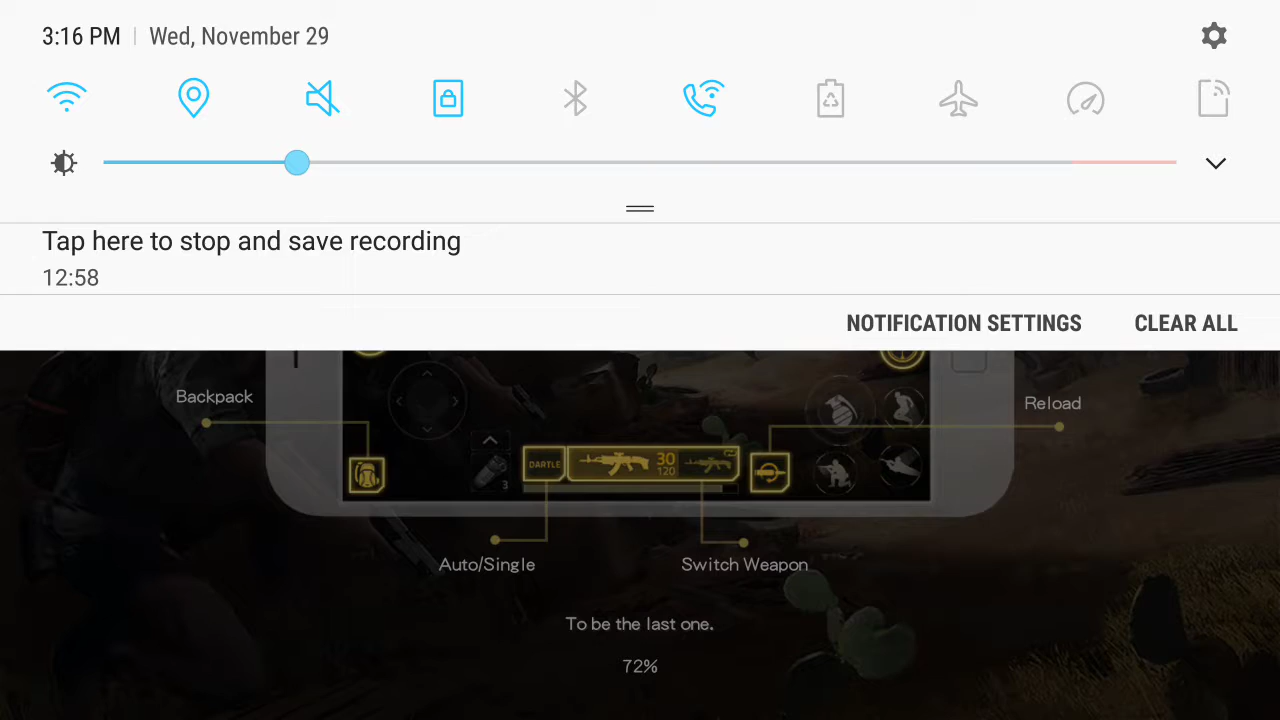 3:16 PM | Wed, November 29
Tap here to stop and save recording
12:58
NOTIFICATION SETTINGS CLEAR ALL
Backpack
Reload
DARTLE
30
120
3
Auto/Single
Switch Weapon
To be the last one.
72%